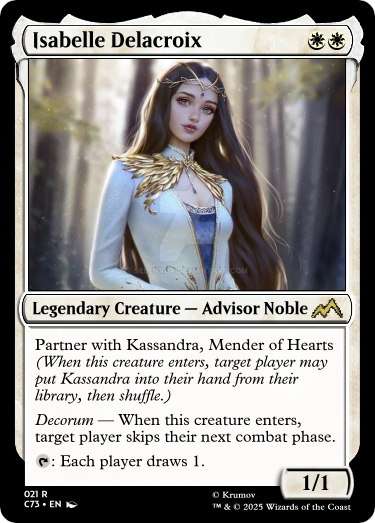 Isabelle Delacroix
Legendary Creature — Advisor Noble
Partner with Kassandra, Mender of Hearts
(When this creature enters, target player may
put Kassandra into their hand from their
library, then shuffle.)
Decorum — When this creature enters,
target player skips their next combat phase.
: Each player draws 1.
1/1
021 R
C73 • EN
© Krumov
™ & © 2025 Wizards of the Coast